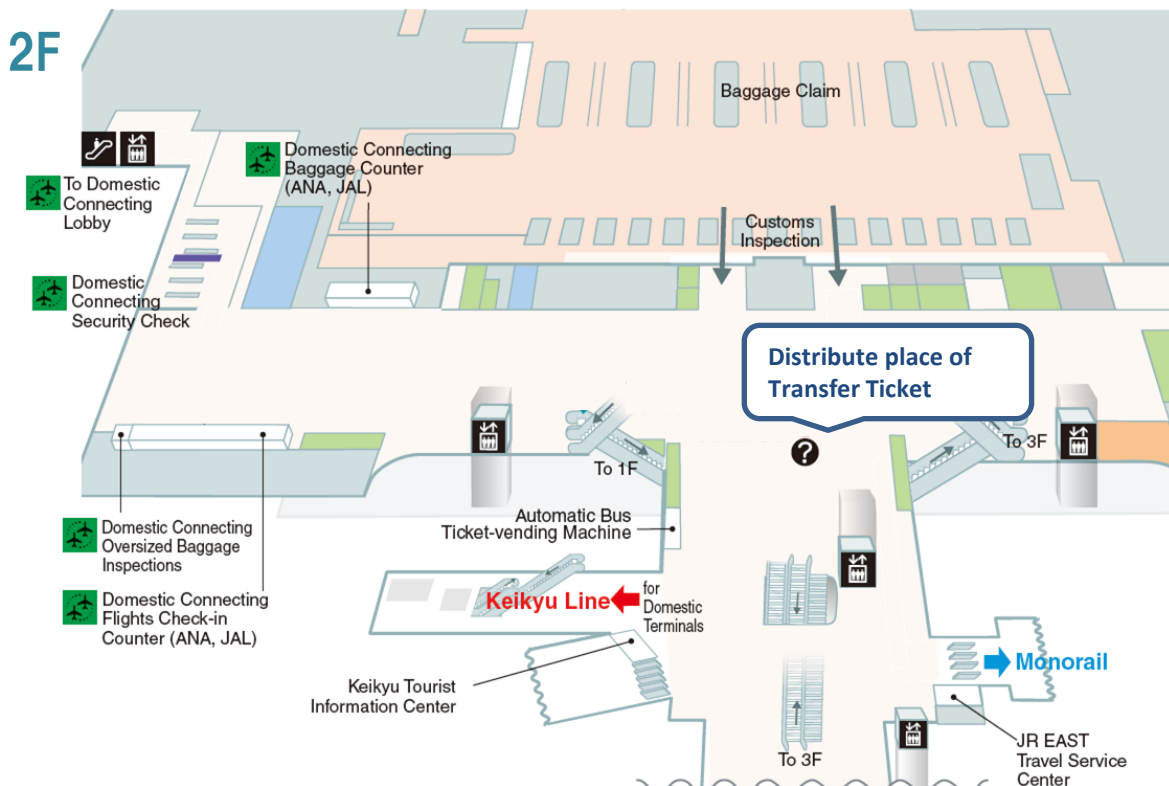 2F
Baggage Claim
Domestic Connecting
Baggage Counter
(ANA, JAL)
To Domestic
Connecting
Lobby
Customs
Inspection
Domestic
Connecting
Security Check
Distribute place of
Transfer Ticket
To 1F
?
To 3F
Automatic Bus
Ticket-vending Machine
Domestic Connecting
Oversized Baggage
Inspections
Domestic Connecting
Flights Check-in
Counter (ANA, JAL)
Keikyu Line
for
Domestic
Terminals
Monorail
Keikyu Tourist
Information Center
To 3F
JR EAST
Travel Service
Center